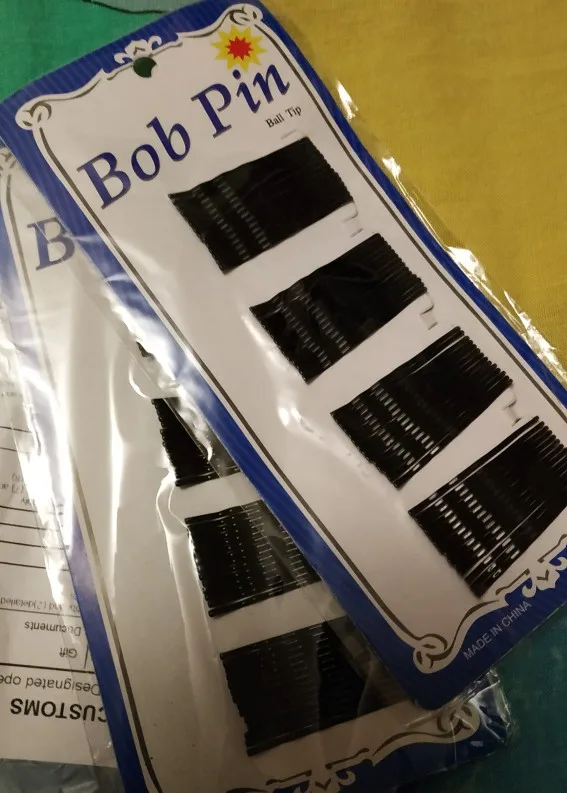 Bob Pin
Ball Tip
MADE IN CHINA
B
Documents
Gift
Designated ope
CUSTOMS